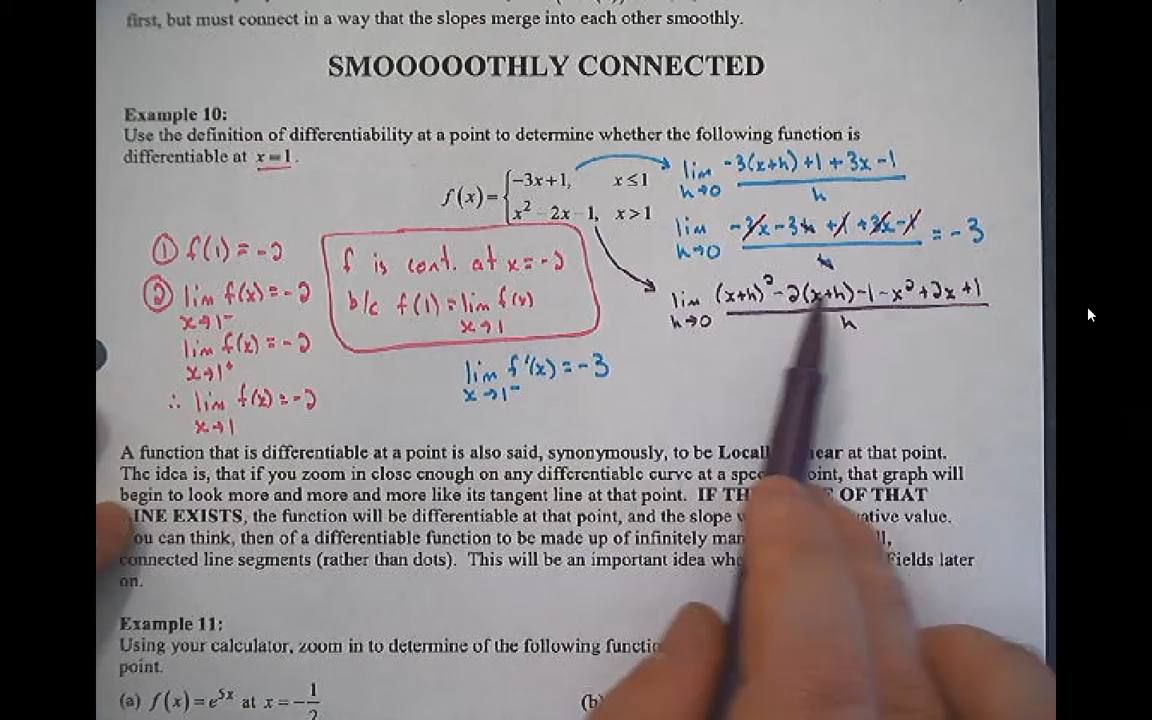 first, but must connect in a way that the slopes merge into each other smoothly.
SMOOOOOTHLY CONNECTED
Example 10:
Use the definition of differentiability at a point to determine whether the following function is
differentiable at x=1.
f(x)={ −3x+1, x≤1
x² − 2x − 1, x>1
lim h→0 -3(x+h)+1+3x-1 / h
lim h→0 -3x-3h+1+3x-1 / h = -3
lim h→0 (x+h)²-2(x+h)-1-x²+2x+1 / h
① f(1)=-2
② lim x→1⁻ f(x)=-2
lim x→1⁺ f(x)=-2
∴ lim x→1 f(x)=-2
f is cont. at x=-2
b/c f(1)=lim x→1 f(x)
lim x→1⁻ f'(x)=-3
A function that is differentiable at a point is also said, synonymously, to be Locall ear at that point.
The idea is, that if you zoom in close enough on any differentiable curve at a spec oint, that graph will
begin to look more and more and more like its tangent line at that point. IF TH E OF THAT
LINE EXISTS, the function will be differentiable at that point, and the slope ative value.
You can think, then of a differentiable function to be made up of infinitely man ll,
connected line segments (rather than dots). This will be an important idea whe Fields later
on.
Example 11:
Using your calculator, zoom in to determine of the following functio
point.
(a) f(x)=e^{5x} at x=−1/2
(b)